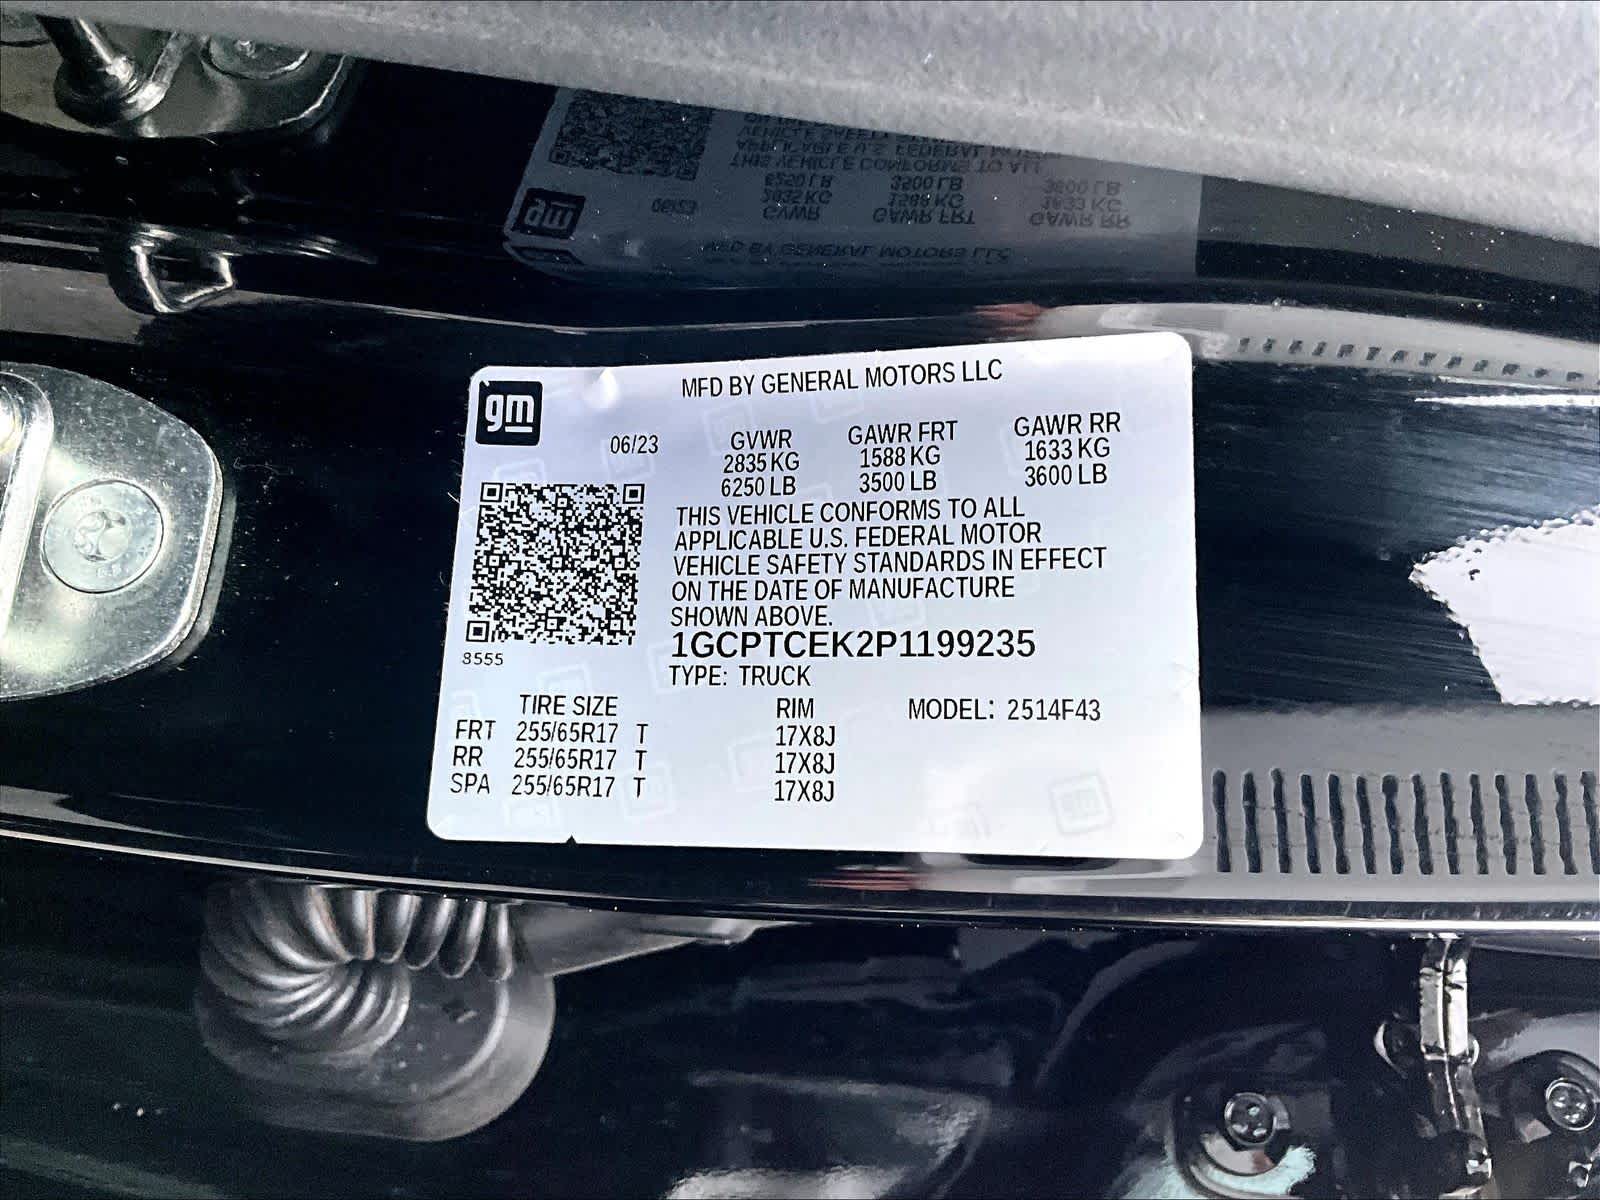 MFD BY GENERAL MOTORS LLC
gm
06/23
GVWR GAWR FRT GAWR RR
2835 KG 1588 KG 1633 KG
6250 LB 3500 LB 3600 LB
THIS VEHICLE CONFORMS TO ALL
APPLICABLE U.S. FEDERAL MOTOR
VEHICLE SAFETY STANDARDS IN EFFECT
ON THE DATE OF MANUFACTURE
SHOWN ABOVE.
8555
1GCPTCEK2P1199235
TYPE: TRUCK
TIRE SIZE RIM MODEL: 2514F43
FRT 255/65R17 T 17X8J
RR 255/65R17 T 17X8J
SPA 255/65R17 T 17X8J